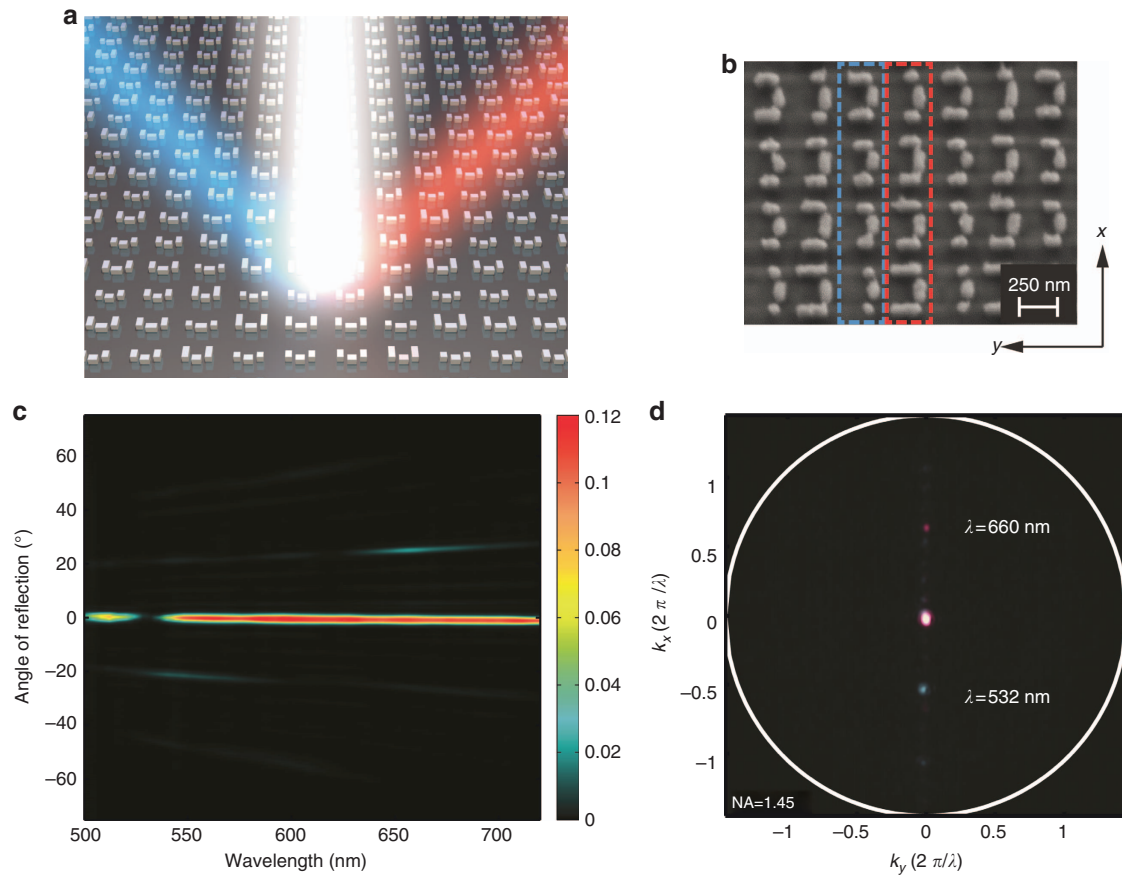 a
b
x
250 nm
y
c
d
60
40
20
0
–20
–40
–60
Angle of reflection (°)
500
550
600
650
700
Wavelength (nm)
0.12
0.1
0.08
0.06
0.04
0.02
0
1
0.5
0
–0.5
–1
kₓ (2 π/λ)
λ=660 nm
λ=532 nm
NA=1.45
–1
–0.5
0
0.5
1
k_y (2 π/λ)